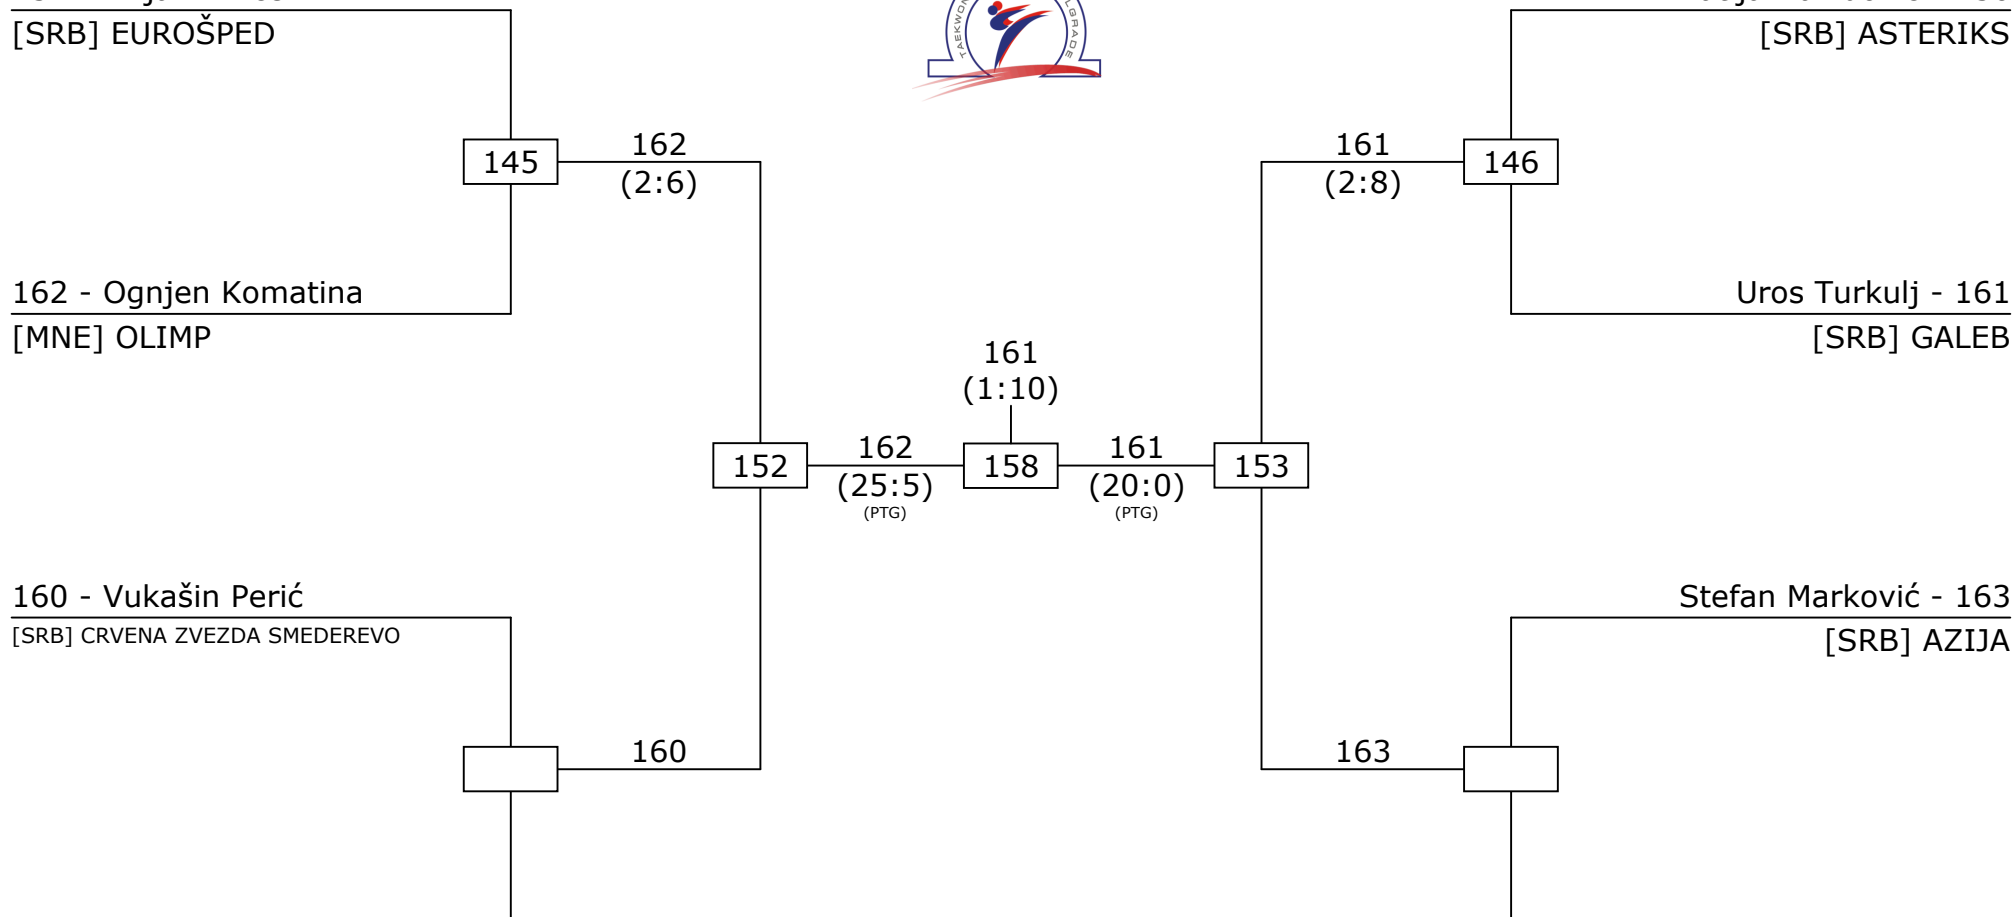 [SRB] EUROŠPED
[SRB] ASTERIKS
145
162
(2:6)
161
(2:8)
146
162 - Ognjen Komatina
[MNE] OLIMP
Uros Turkulj - 161
[SRB] GALEB
161
(1:10)
152
162
(25:5)
(PTG)
158
161
(20:0)
(PTG)
153
160 - Vukašin Perić
[SRB] CRVENA ZVEZDA SMEDEREVO
Stefan Marković - 163
[SRB] AZIJA
160
163